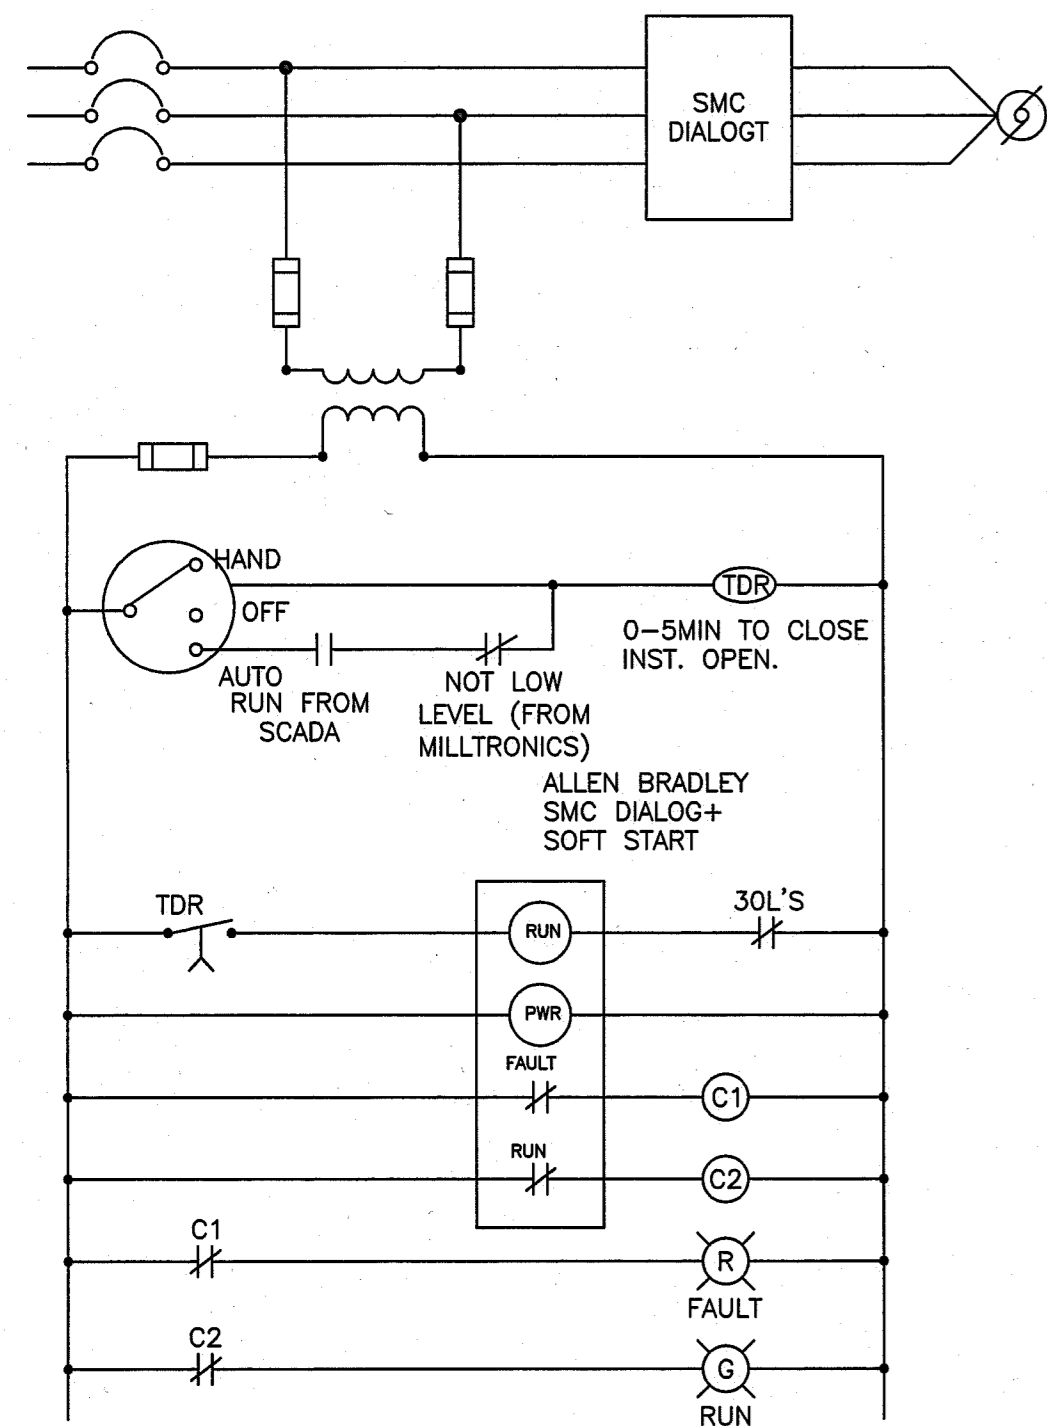 SMC
DIALOGT
HAND
OFF
AUTO
RUN FROM
SCADA
NOT LOW
LEVEL (FROM
MILLTRONICS)
TDR
0-5MIN TO CLOSE
INST. OPEN.
ALLEN BRADLEY
SMC DIALOG+
SOFT START
TDR
RUN
30L'S
PWR
FAULT
C1
RUN
C2
C1
R
FAULT
C2
G
RUN